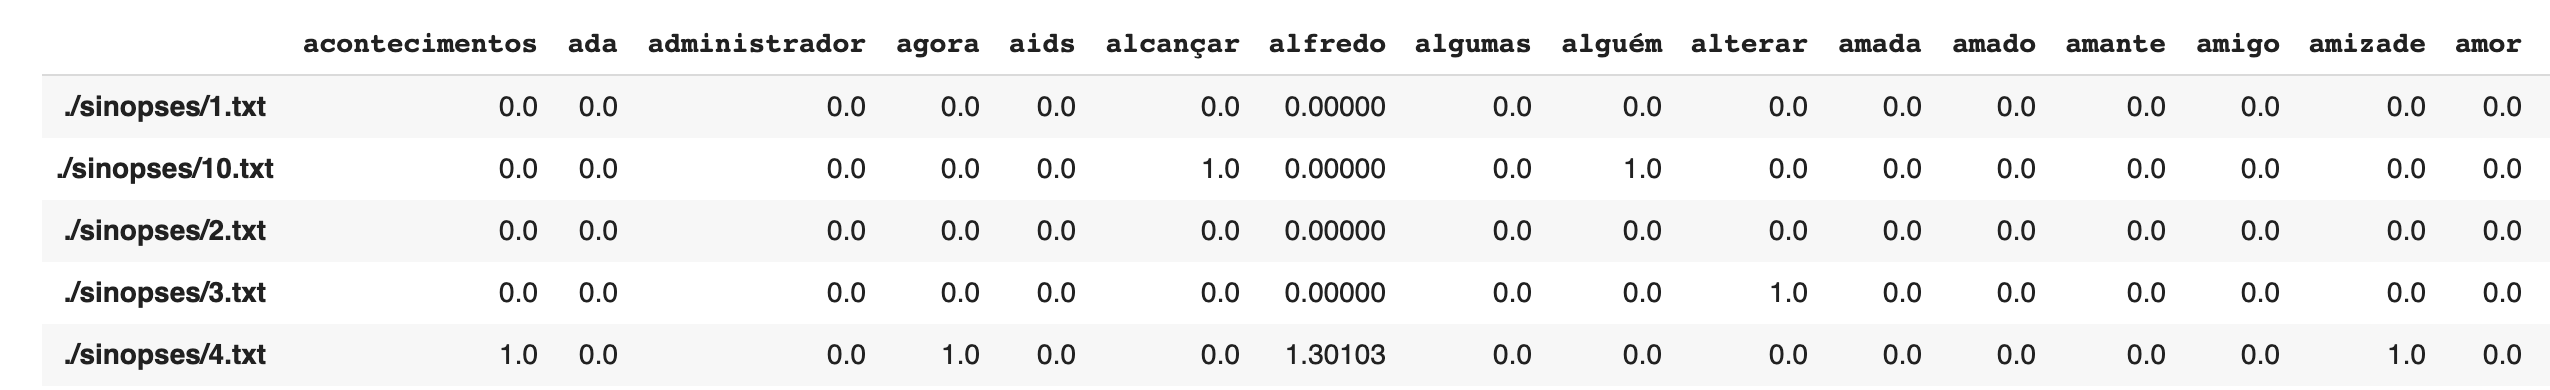 acontecimentos ada administrador agora aids alcançar alfredo algumas alguém alterar amada amado amante amigo amizade amor
./sinopses/1.txt 0.0 0.0 0.0 0.0 0.0 0.0 0.00000 0.0 0.0 0.0 0.0 0.0 0.0 0.0 0.0 0.0
./sinopses/10.txt 0.0 0.0 0.0 0.0 0.0 1.0 0.00000 0.0 1.0 0.0 0.0 0.0 0.0 0.0 0.0 0.0
./sinopses/2.txt 0.0 0.0 0.0 0.0 0.0 0.0 0.00000 0.0 0.0 0.0 0.0 0.0 0.0 0.0 0.0 0.0
./sinopses/3.txt 0.0 0.0 0.0 0.0 0.0 0.0 0.00000 0.0 0.0 1.0 0.0 0.0 0.0 0.0 0.0 0.0
./sinopses/4.txt 1.0 0.0 0.0 1.0 0.0 0.0 1.30103 0.0 0.0 0.0 0.0 0.0 0.0 0.0 1.0 0.0